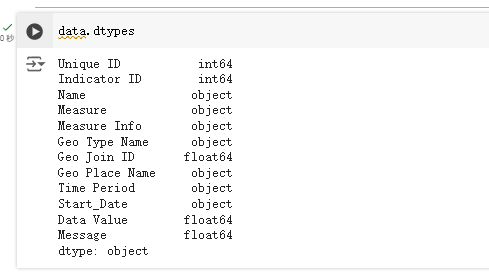 data.dtypes
0 秒
Unique ID int64
Indicator ID int64
Name object
Measure object
Measure Info object
Geo Type Name object
Geo Join ID float64
Geo Place Name object
Time Period object
Start_Date object
Data Value float64
Message float64
dtype: object